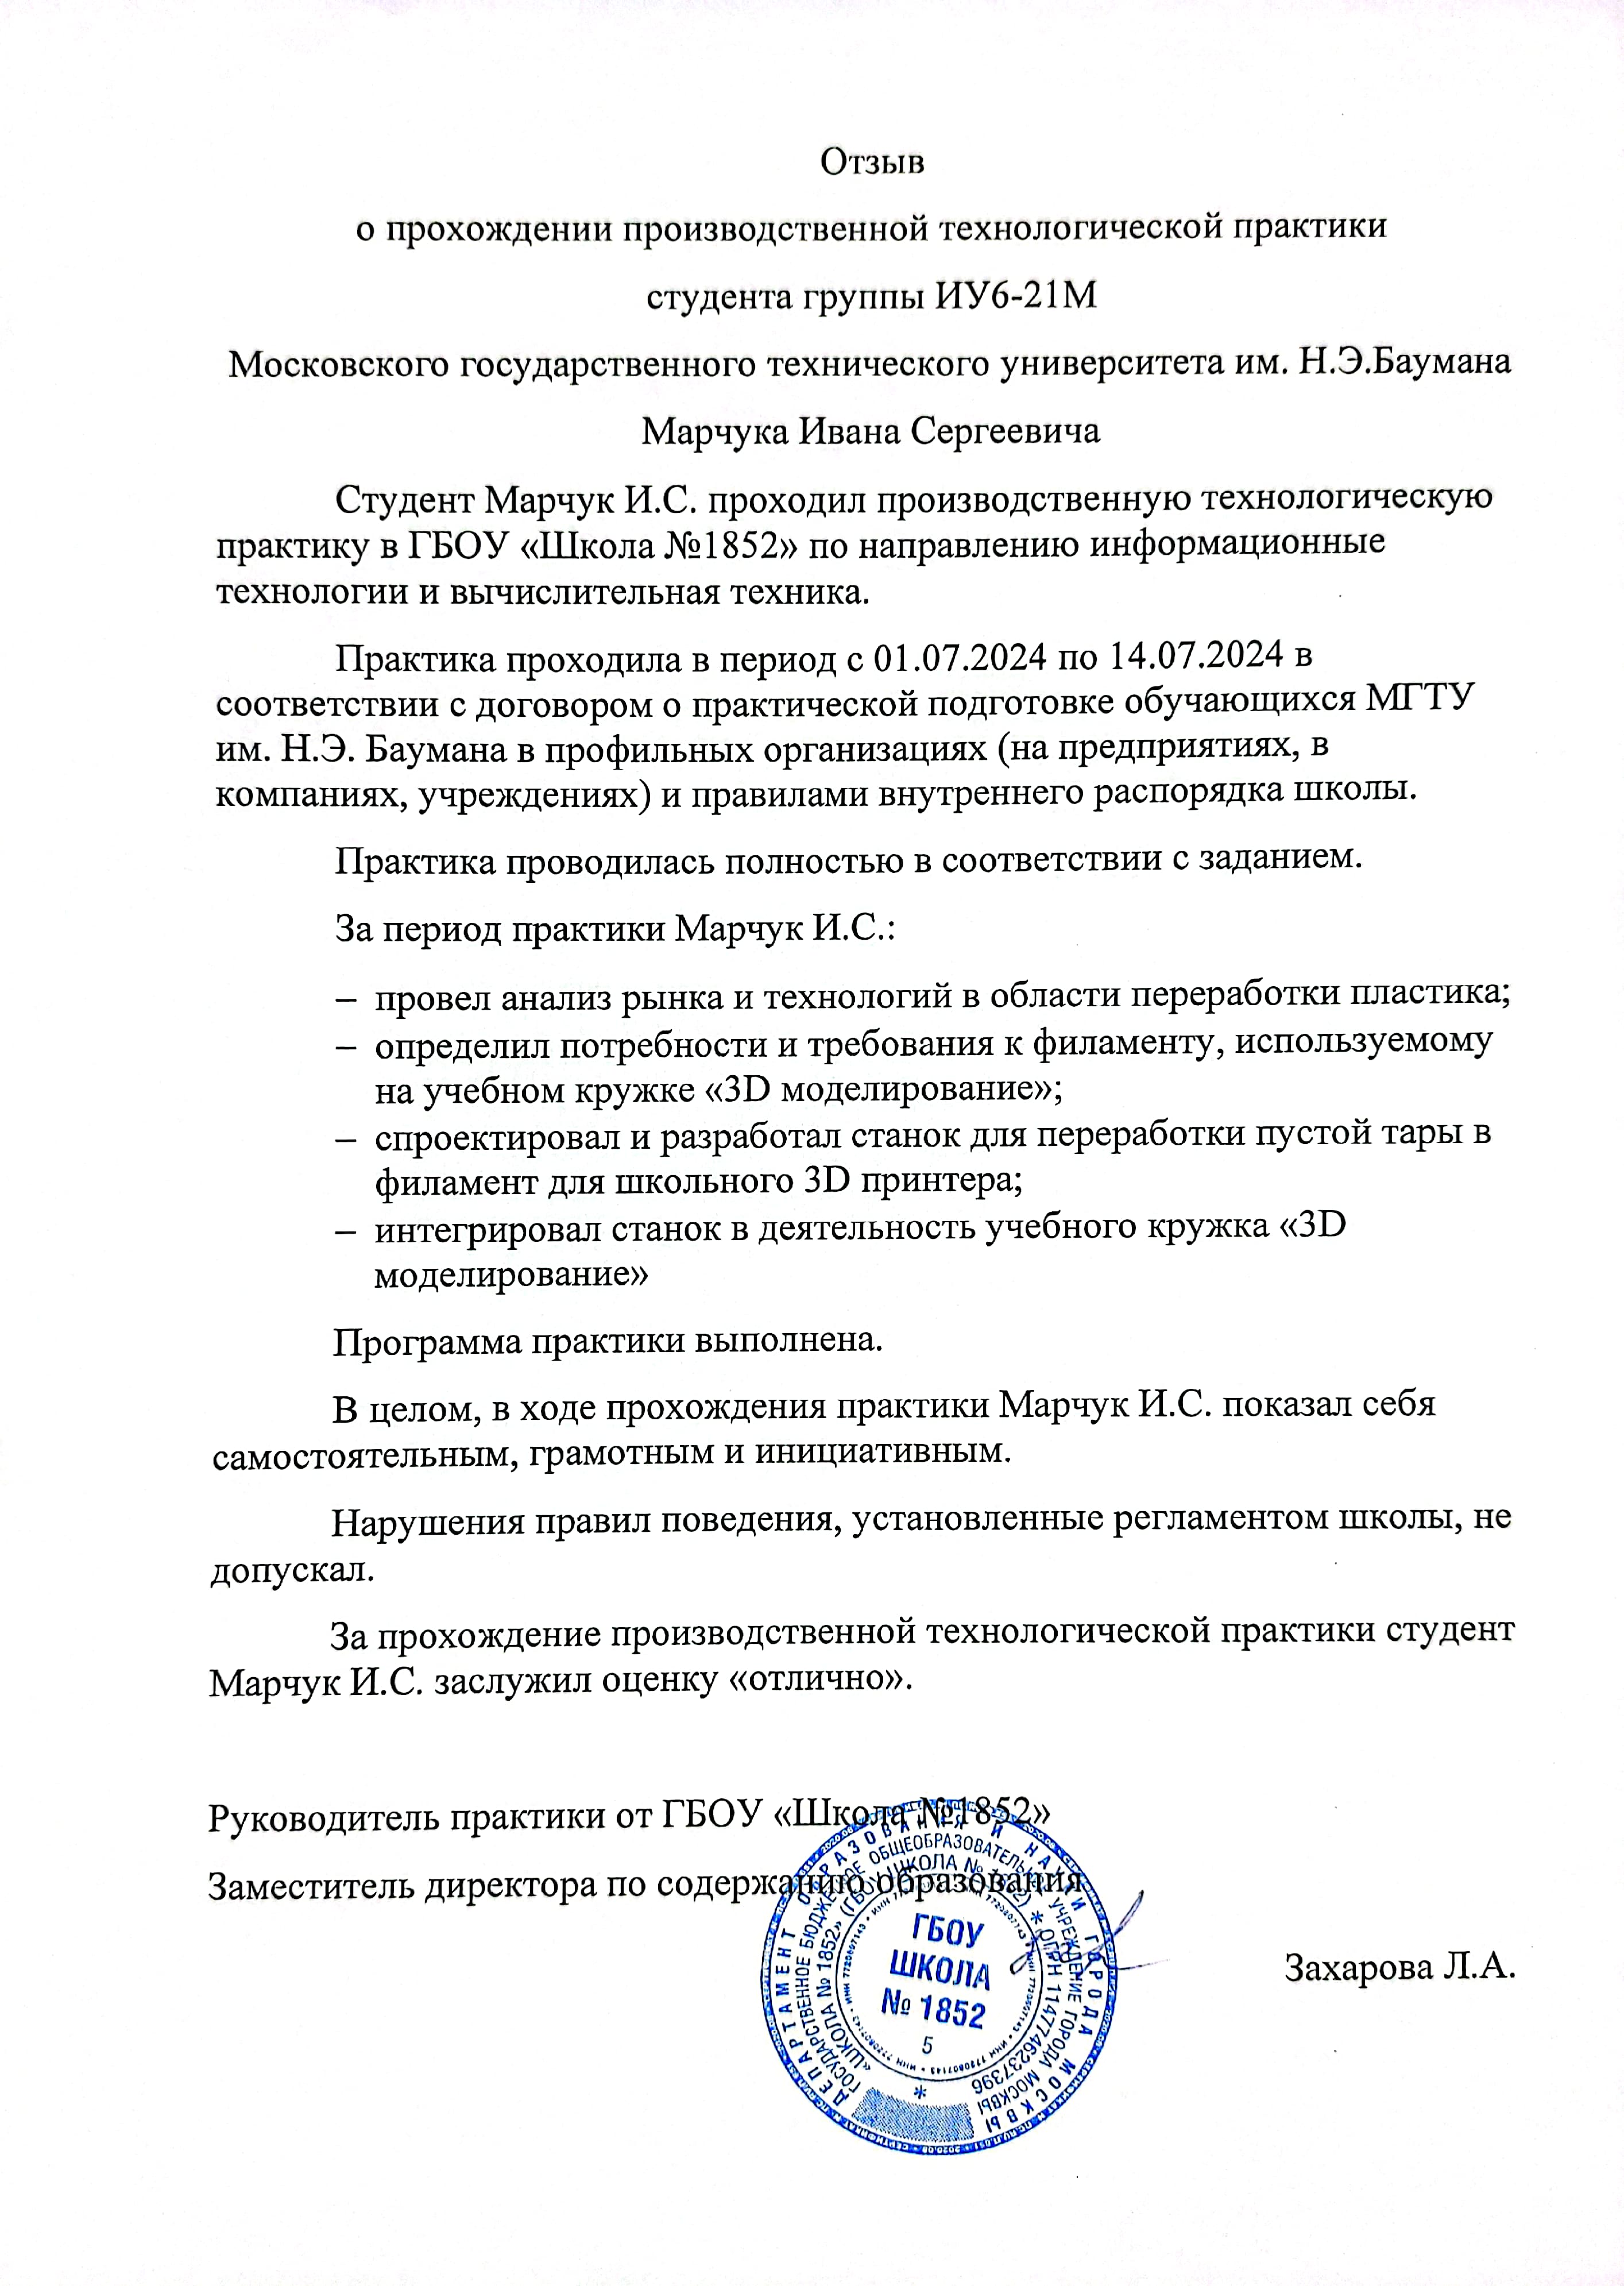 Отзыв
о прохождении производственной технологической практики
студента группы ИУ6-21М
Московского государственного технического университета им. Н.Э.Баумана
Марчука Ивана Сергеевича
Студент Марчук И.С. проходил производственную технологическую
практику в ГБОУ «Школа №1852» по направлению информационные
технологии и вычислительная техника.
Практика проходила в период с 01.07.2024 по 14.07.2024 в
соответствии с договором о практической подготовке обучающихся МГТУ
им. Н.Э. Баумана в профильных организациях (на предприятиях, в
компаниях, учреждениях) и правилами внутреннего распорядка школы.
Практика проводилась полностью в соответствии с заданием.
За период практики Марчук И.С.:
– провел анализ рынка и технологий в области переработки пластика;
– определил потребности и требования к филаменту, используемому
на учебном кружке «3D моделирование»;
– спроектировал и разработал станок для переработки пустой тары в
филамент для школьного 3D принтера;
– интегрировал станок в деятельность учебного кружка «3D
моделирование»
Программа практики выполнена.
В целом, в ходе прохождения практики Марчук И.С. показал себя
самостоятельным, грамотным и инициативным.
Нарушения правил поведения, установленные регламентом школы, не
допускал.
За прохождение производственной технологической практики студент
Марчук И.С. заслужил оценку «отлично».
Руководитель практики от ГБОУ «Школа №1852»
Заместитель директора по содержанию образования
Захарова Л.А.
ДЕПАРТАМЕНТ ОБРАЗОВАНИЯ И НАУКИ ГОРОДА МОСКВЫ
ГОСУДАРСТВЕННОЕ БЮДЖЕТНОЕ ОБЩЕОБРАЗОВАТЕЛЬНОЕ УЧРЕЖДЕНИЕ ГОРОДА МОСКВЫ
«ШКОЛА № 1852» (ГБОУ ШКОЛА № 1852) * ОГРН 1147746237396
ГБОУ
ШКОЛА
№ 1852
5
*